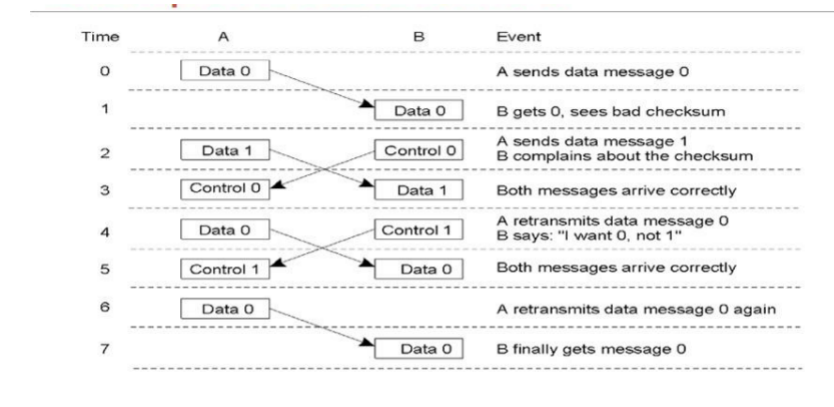 Time A B Event
0 Data 0 A sends data message 0
1 Data 0 B gets 0, sees bad checksum
2 Data 1 Control 0 A sends data message 1
B complains about the checksum
3 Control 0 Data 1 Both messages arrive correctly
4 Data 0 Control 1 A retransmits data message 0
B says: "I want 0, not 1"
5 Control 1 Data 0 Both messages arrive correctly
6 Data 0 A retransmits data message 0 again
7 Data 0 B finally gets message 0